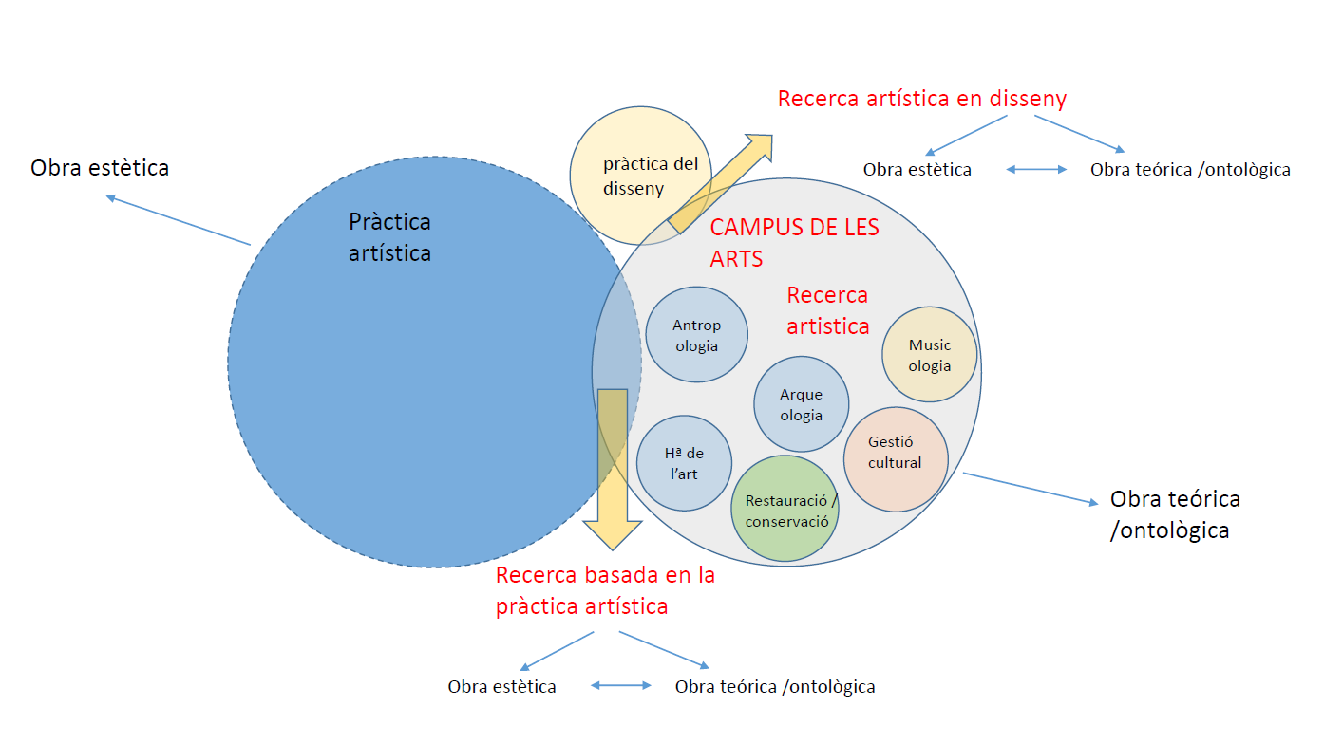 Recerca artística en disseny
Obra estètica
Obra teórica /ontològica
pràctica del
disseny
Obra estètica
Pràctica
artística
CAMPUS DE LES
ARTS
Recerca
artistica
Antrop
ologia
Music
ologia
Arque
ologia
Gestió
cultural
Hª de
l'art
Restauració /
conservació
Obra teórica
/ontològica
Recerca basada en la
pràctica artística
Obra estètica
Obra teórica /ontològica